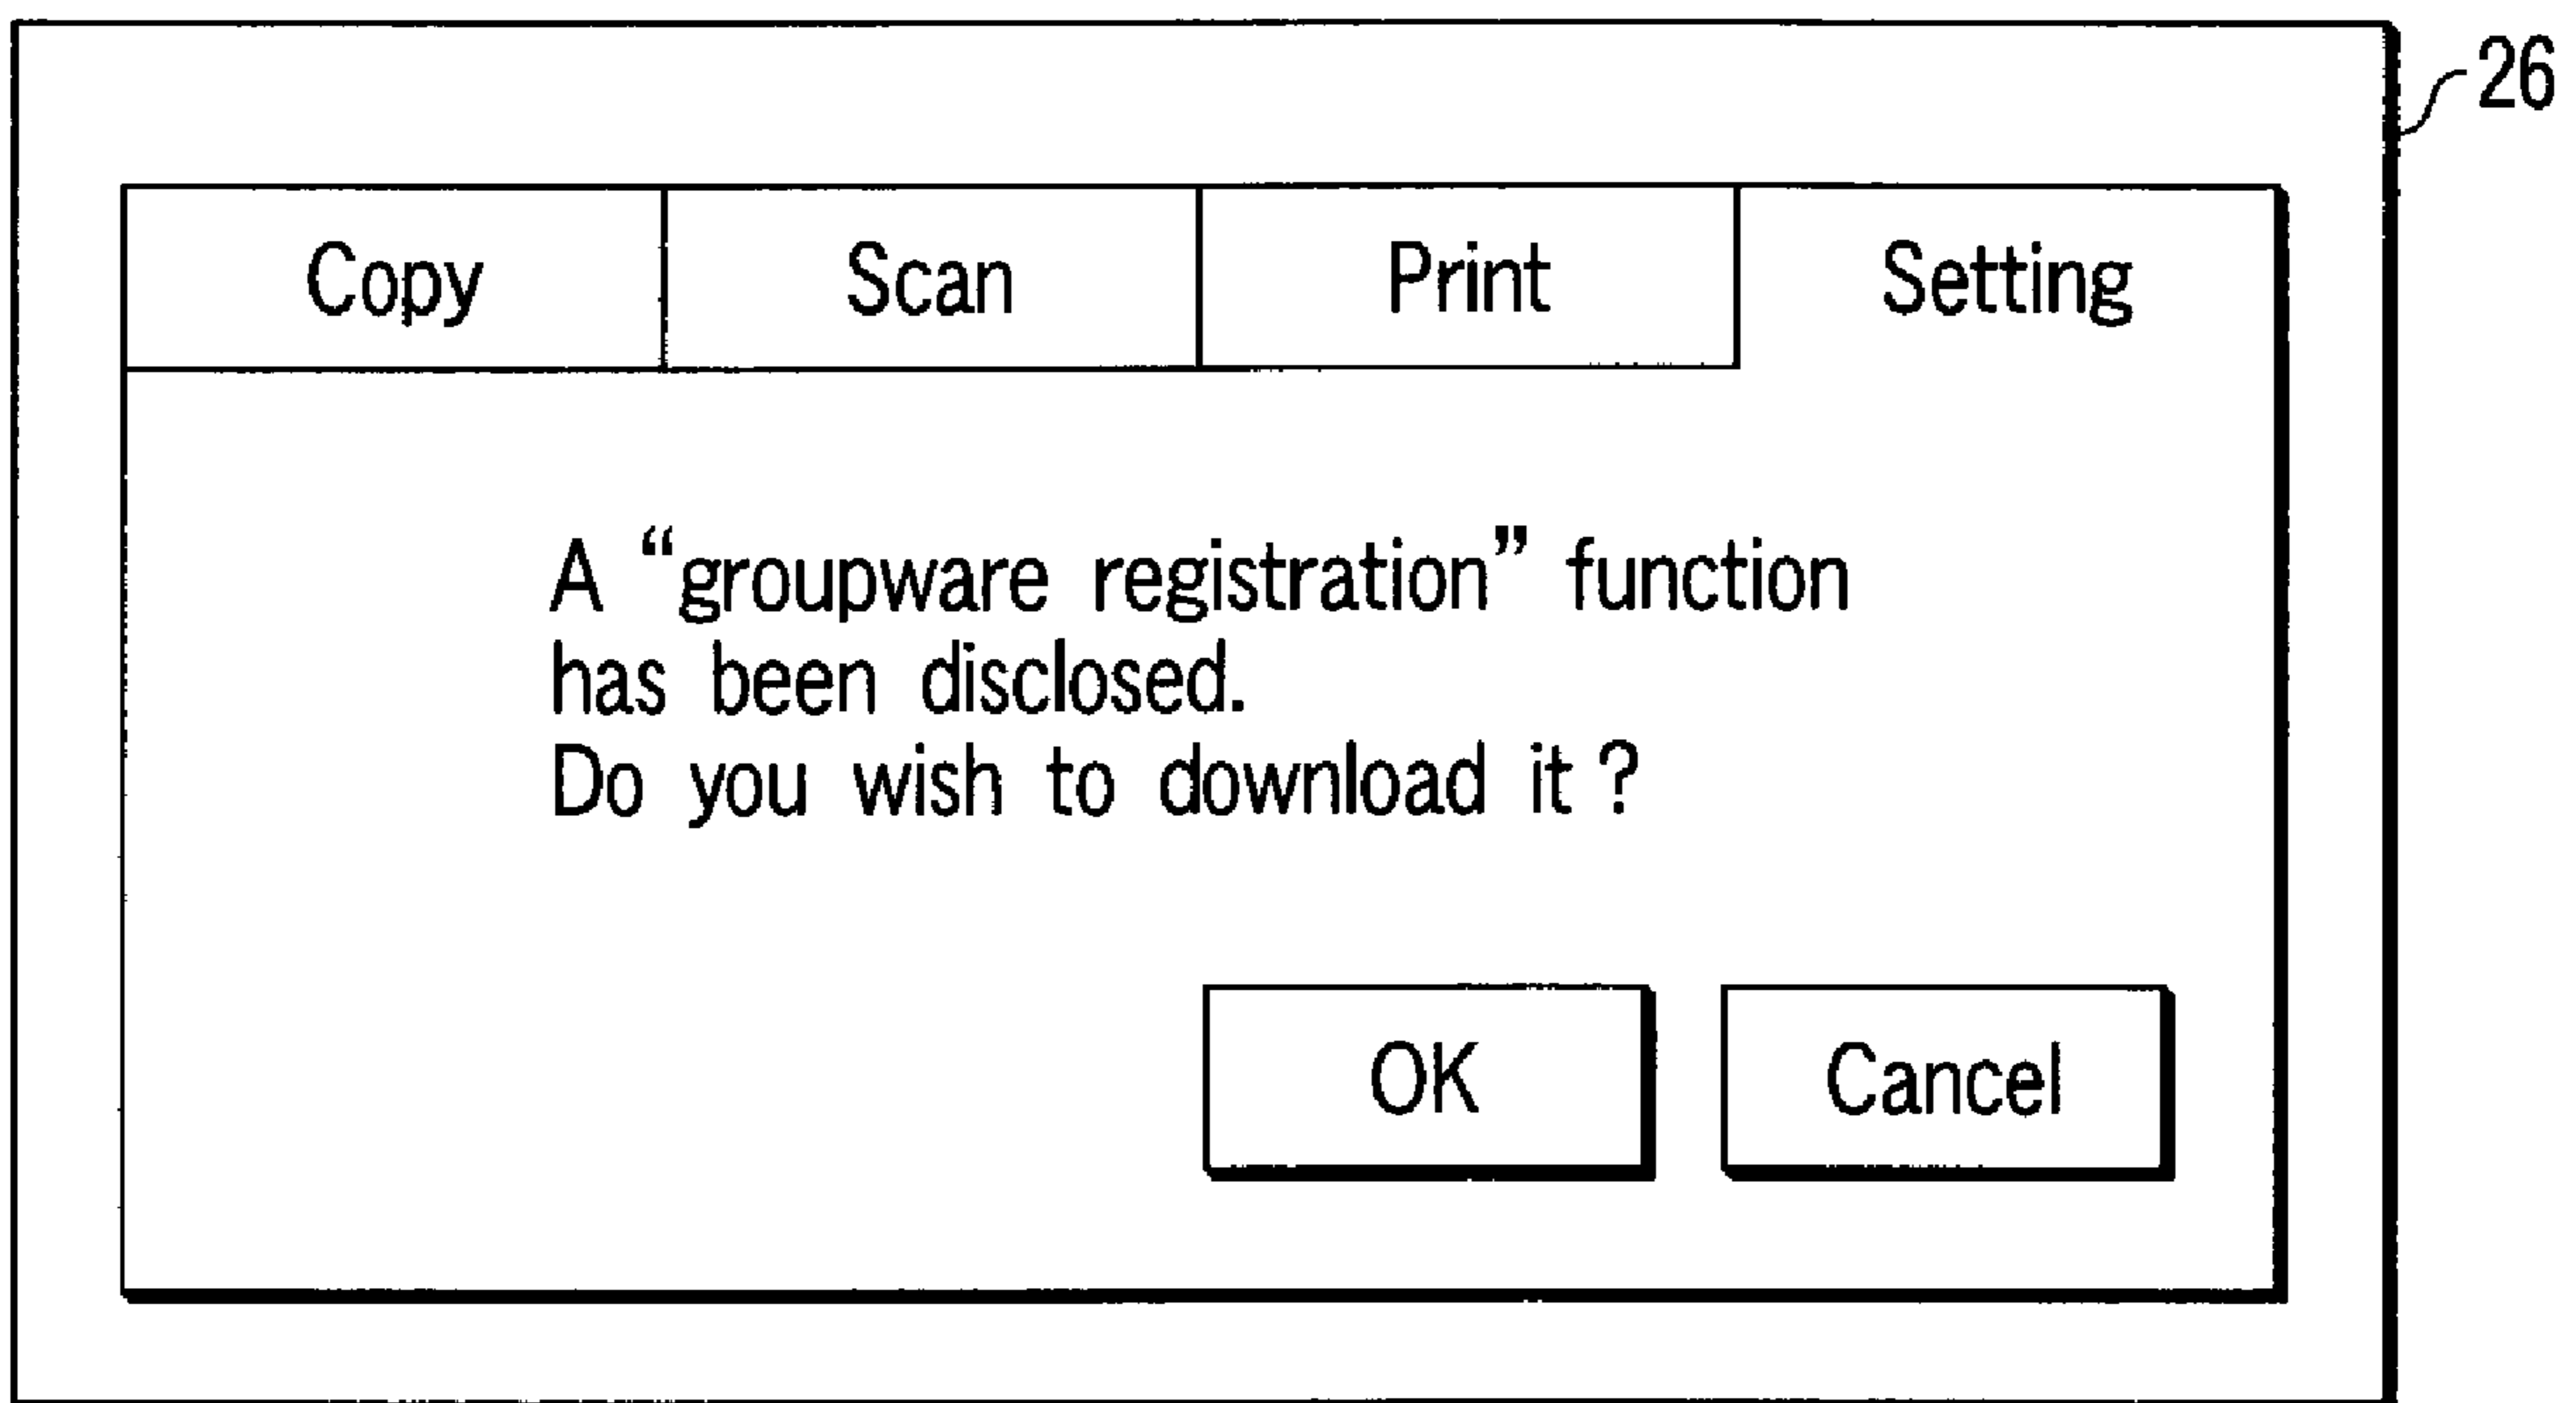 26
Copy Scan Print Setting
A “groupware registration” function
has been disclosed.
Do you wish to download it ?
OK Cancel